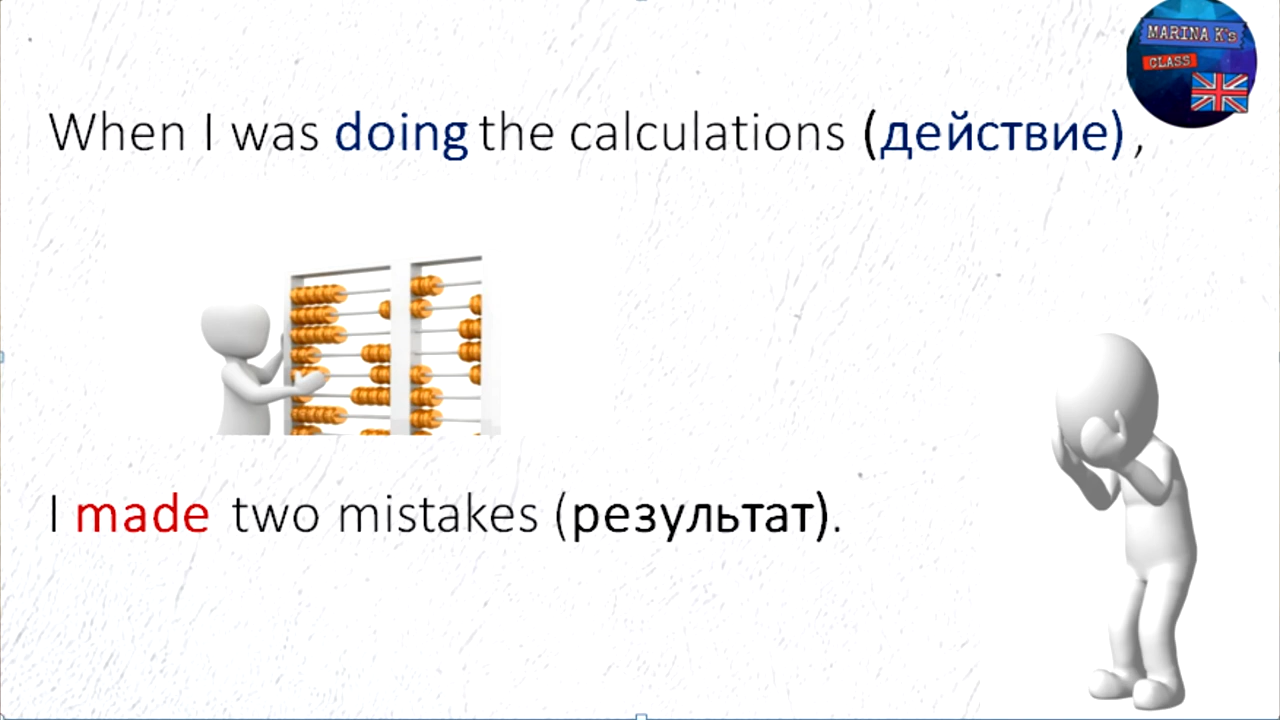 MARINA K's
CLASS
When I was doing the calculations (действие) ,
I made two mistakes (результат).